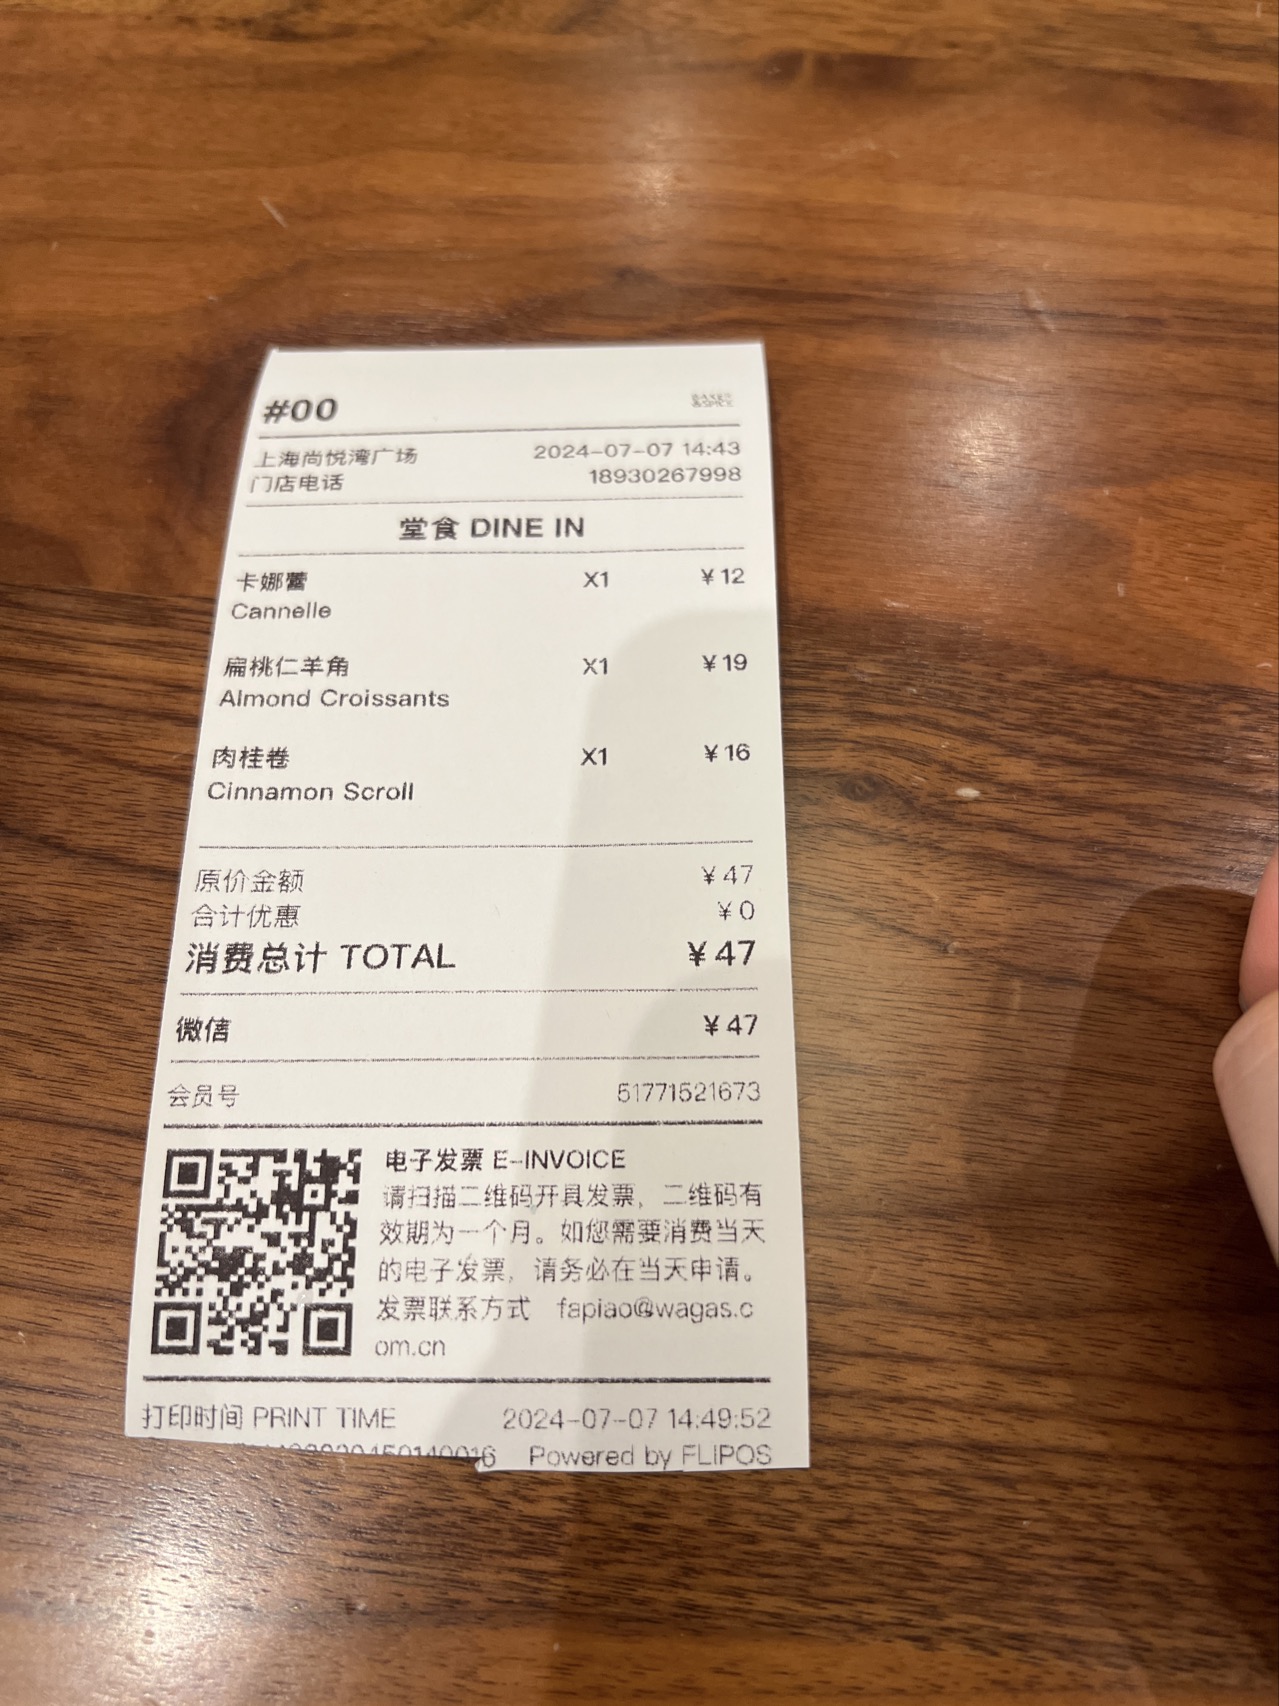 #00 BAKER &SPICE
上海尚悦湾广场 2024-07-07 14:43
门店电话 18930267998
堂食 DINE IN
卡娜蕾 X1 ¥12
Cannelle
扁桃仁羊角 X1 ¥19
Almond Croissants
肉桂卷 X1 ¥16
Cinnamon Scroll
原价金额 ¥47
合计优惠 ¥0
消费总计 TOTAL ¥47
微信 ¥47
会员号 51771521673
电子发票 E-INVOICE
请扫描二维码开具发票，二维码有
效期为一个月。如您需要消费当天
的电子发票，请务必在当天申请。
发票联系方式 fapiao@wagas.c
om.cn
打印时间 PRINT TIME 2024-07-07 14:49:52
Powered by FLIPOS